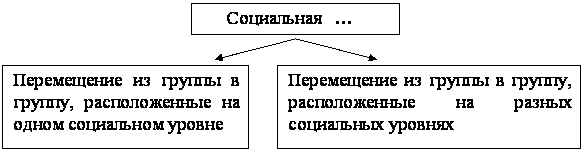 Социальная …
Перемещение из группы в
группу, расположенные на
одном социальном уровне
Перемещение из группы в группу,
расположенные на разных
социальных уровнях